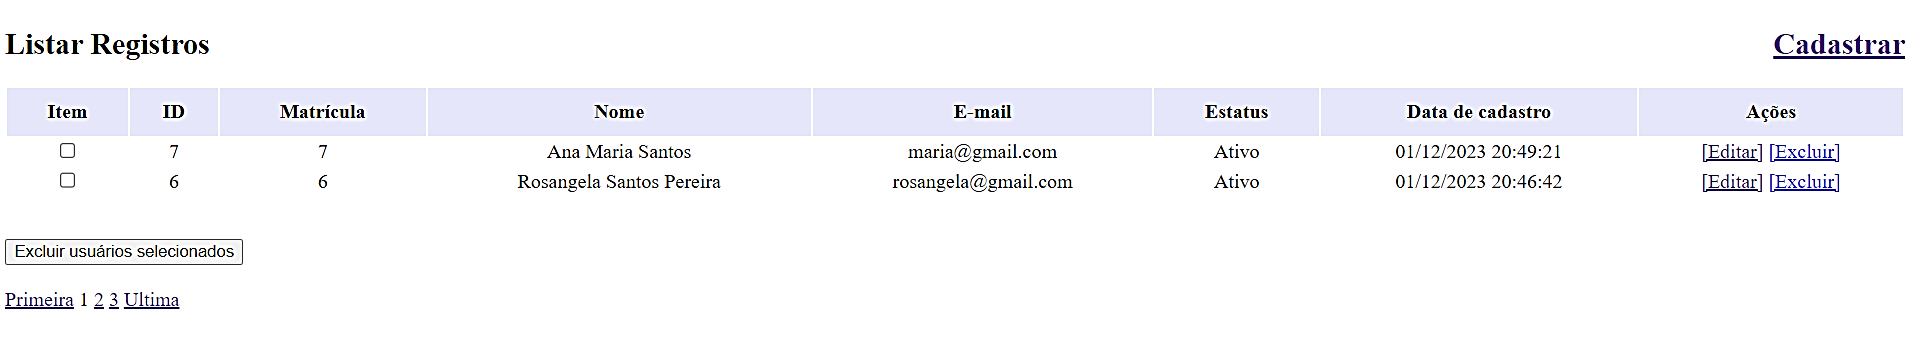 Listar Registros Cadastrar
Item ID Matrícula Nome E-mail Estatus Data de cadastro Ações
7 7 Ana Maria Santos maria@gmail.com Ativo 01/12/2023 20:49:21 [Editar] [Excluir]
6 6 Rosangela Santos Pereira rosangela@gmail.com Ativo 01/12/2023 20:46:42 [Editar] [Excluir]
Excluir usuários selecionados
Primeira 1 2 3 Ultima